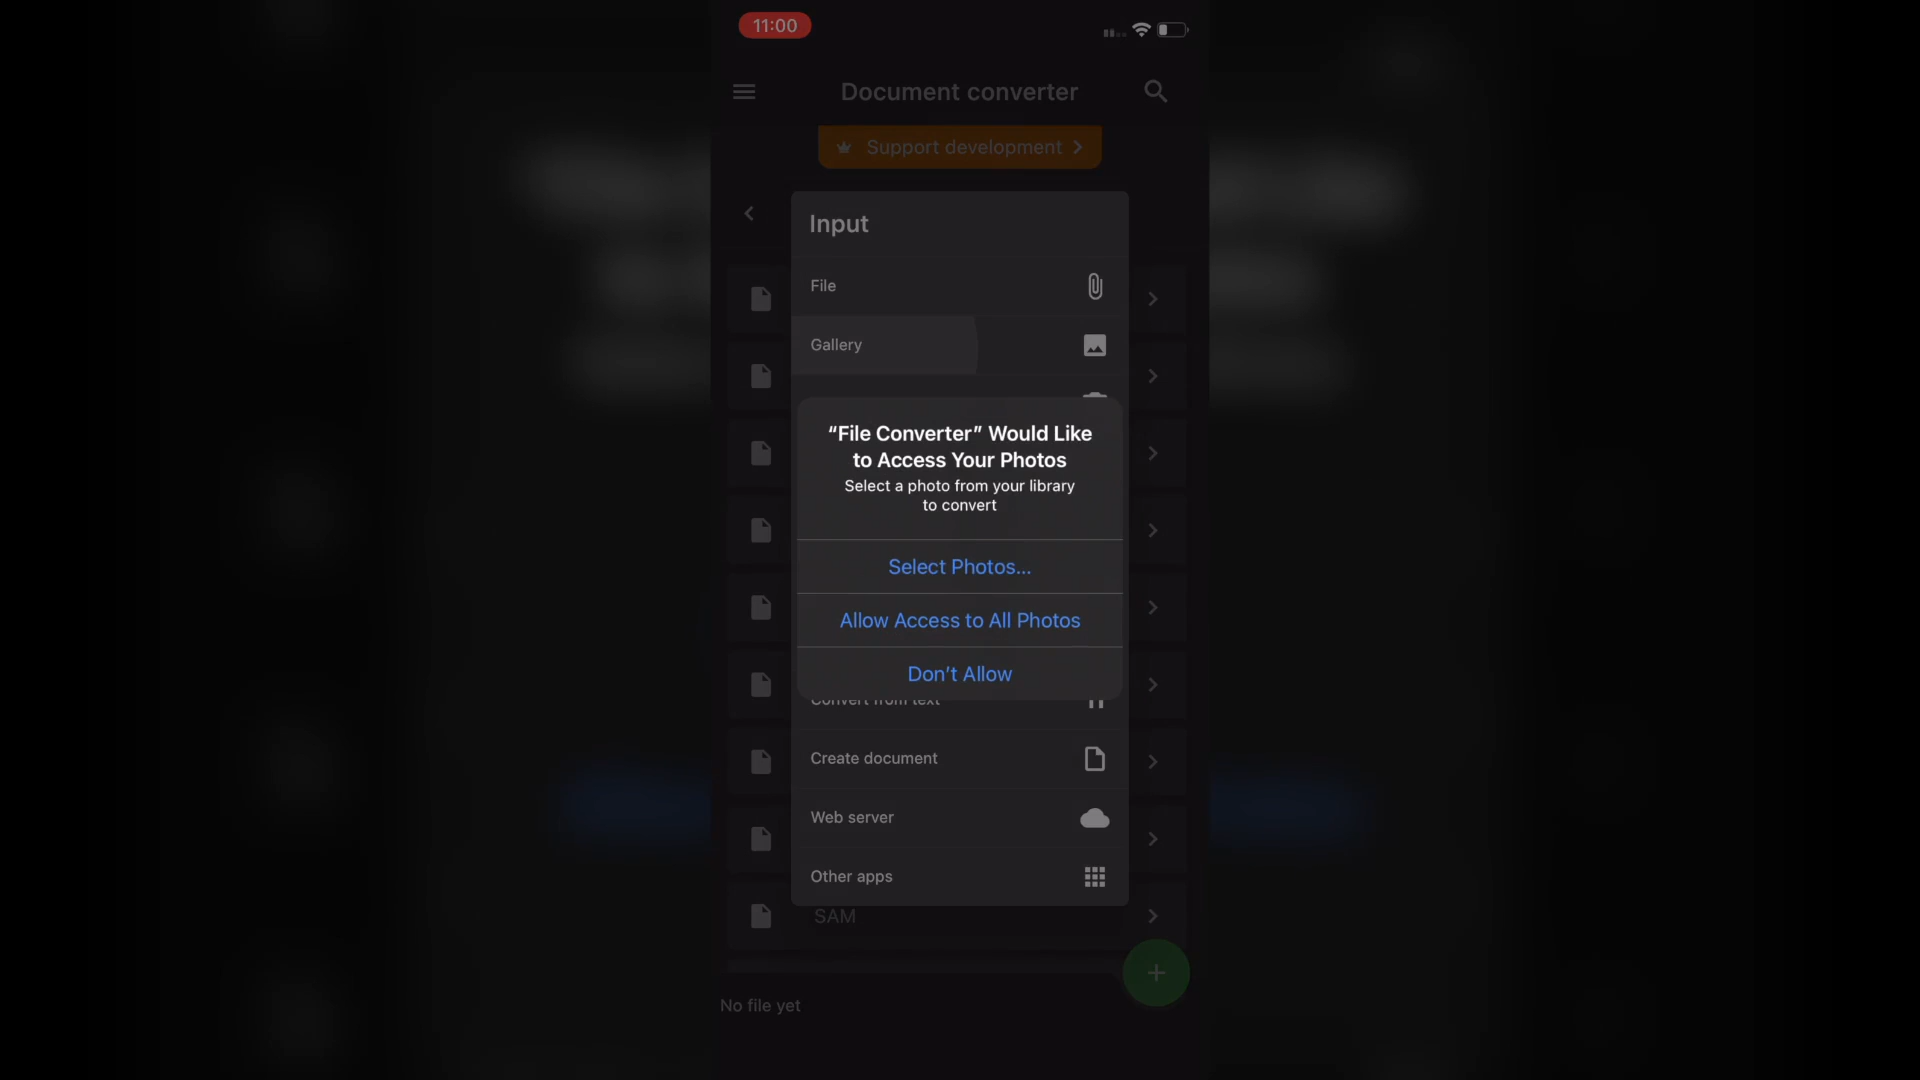 11:00
Document converter
Support development
Input
File
Gallery
“File Converter” Would Like
to Access Your Photos
Select a photo from your library
to convert
Select Photos...
Allow Access to All Photos
Don’t Allow
Convert from text
Create document
Web server
Other apps
SAM
No file yet